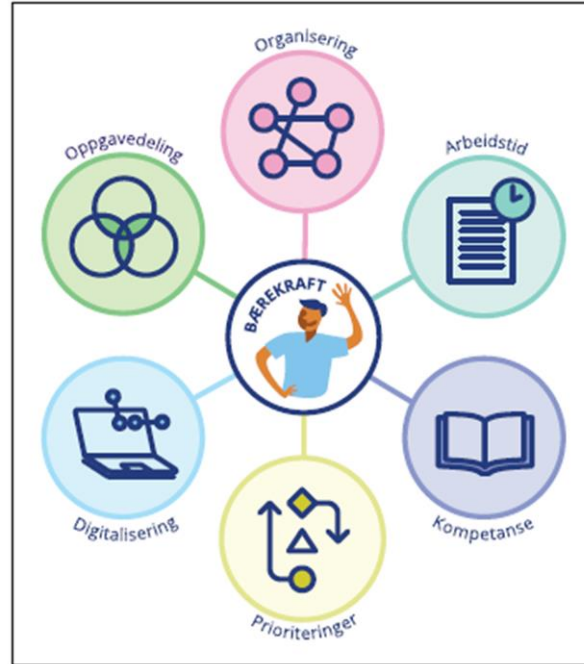 Organisering
Oppgavedeling
Arbeidstid
BÆREKRAFT
Digitalisering
Kompetanse
Prioriteringer